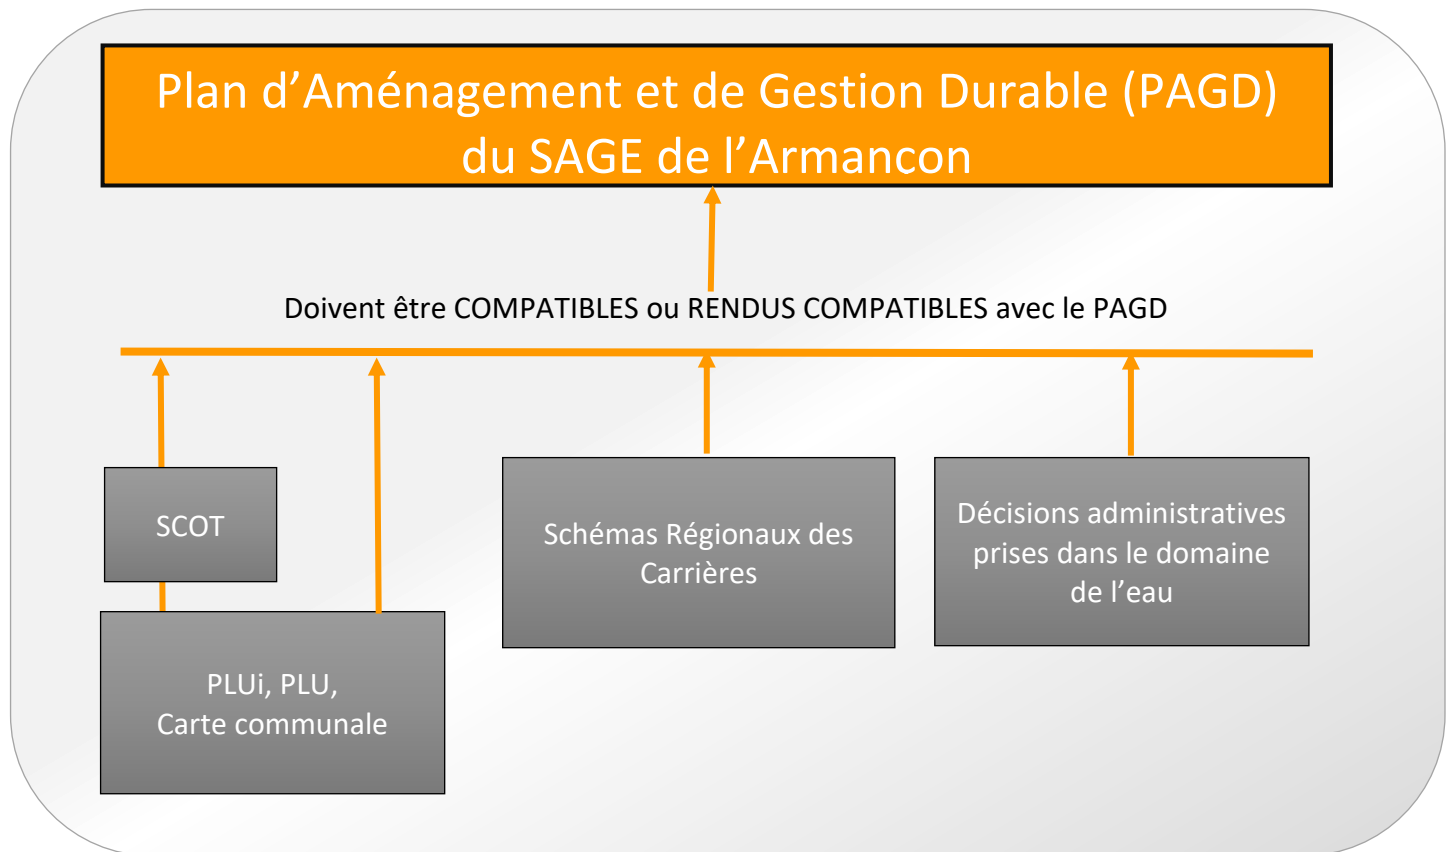 Plan d’Aménagement et de Gestion Durable (PAGD)
du SAGE de l’Armancon
Doivent être COMPATIBLES ou RENDUS COMPATIBLES avec le PAGD
SCOT
PLUi, PLU,
Carte communale
Schémas Régionaux des
Carrières
Décisions administratives
prises dans le domaine
de l’eau